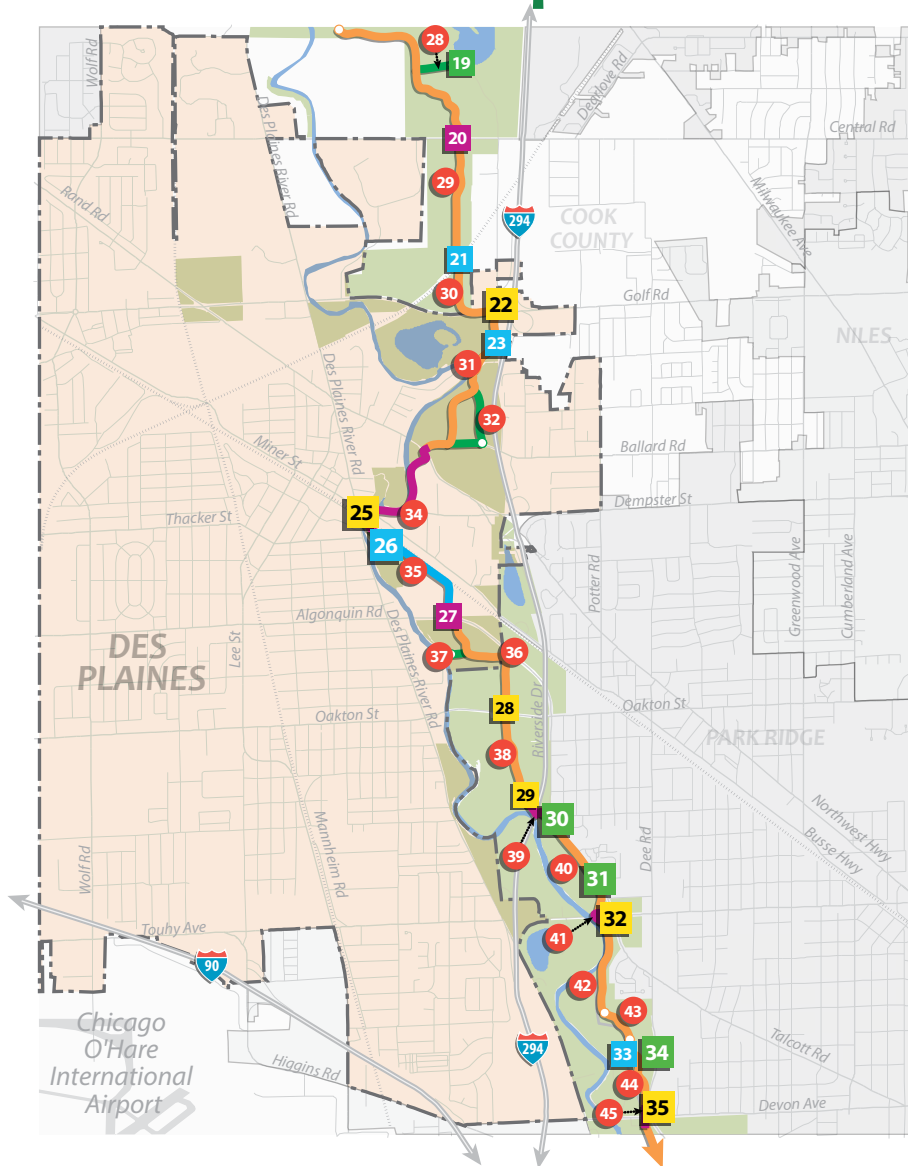 28
19
Wolf Rd
Dearlove Rd
Des Plaines River Rd
Central Rd
20
29
Rand Rd
Milwaukee Ave
294
COOK
COUNTY
21
30
22
Golf Rd
23
NILES
31
Des Plaines River Rd
32
Miner St
Ballard Rd
Dempster St
25
34
Thacker St
26
35
Potter Rd
Greenwood Ave
Cumberland Ave
Algonquin Rd
27
Des Plaines River Rd
DES
PLAINES
Lee St
37
36
28
Riverside Dr
Oakton St
Oakton St
PARK RIDGE
38
29
30
Northwest Hwy
Busse Hwy
Mannheim Rd
39
Dee Rd
40
Wolf Rd
31
32
Touhy Ave
41
90
42
43
Chicago
O'Hare
International
Airport
294
33
34
Talcott Rd
Higgins Rd
44
45
35
Devon Ave